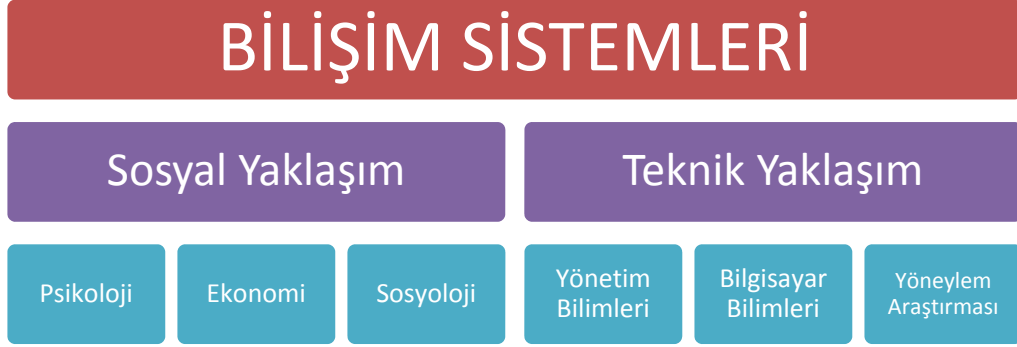 BİLİŞİM SİSTEMLERİ
Sosyal Yaklaşım
Teknik Yaklaşım
Psikoloji
Ekonomi
Sosyoloji
Yönetim
Bilimleri
Bilgisayar
Bilimleri
Yöneylem
Araştırması